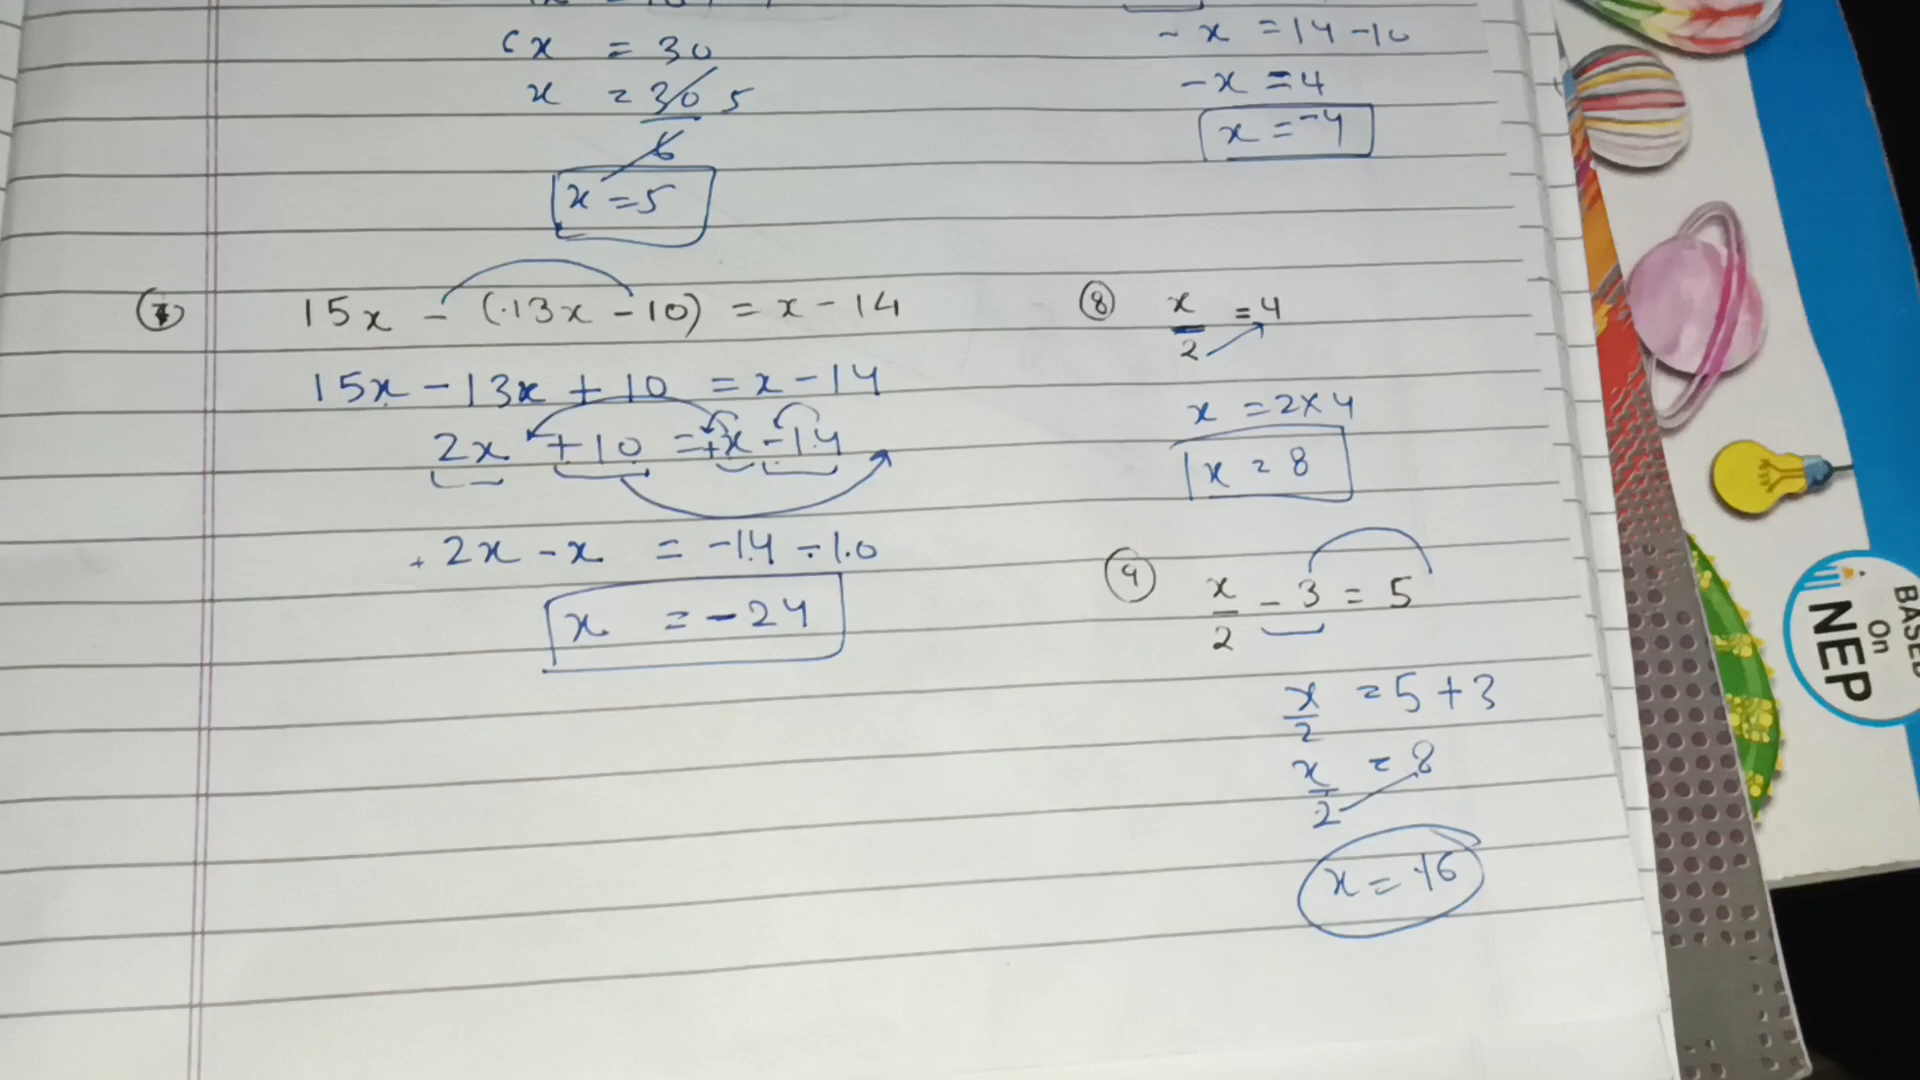 6x = 30
x = 30/6 5
x = 5
- x = 14 - 10
- x = 4
x = -4
7 15x - (13x - 10) = x - 14
15x - 13x + 10 = x - 14
2x + 10 = +x - 14
2x - x = -14 - 10
x = -24
8 x/2 = 4
x = 2 x 4
x = 8
9 x/2 - 3 = 5
x/2 = 5 + 3
x/2 = 8
x = 16
BASED
On
NEP